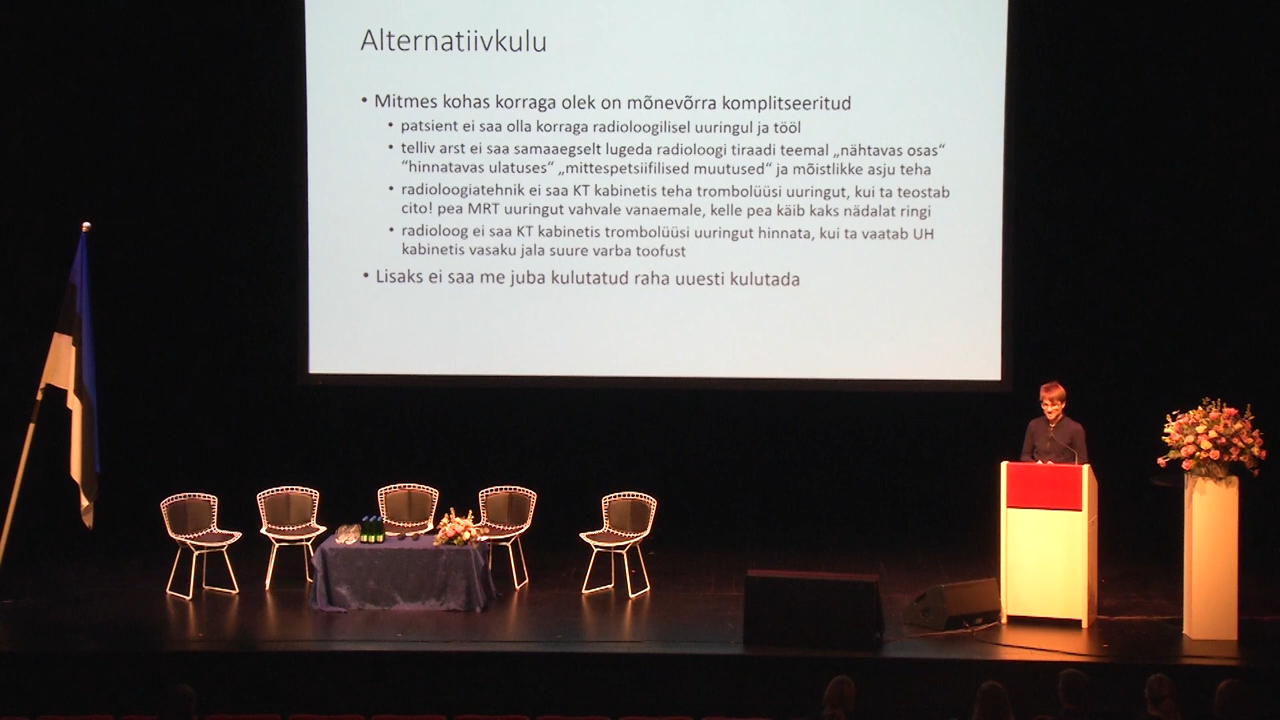 Alternatiivkulu
• Mitmes kohas korraga olek on mõnevõrra komplitseeritud
• patsient ei saa olla korraga radioloogilisel uuringul ja tööl
• telliv arst ei saa samaaegselt lugeda radioloogi tiraadi teemal „nähtavas osas“
“hinnatavas ulatuses“ „mittespetsiifilised muutused“ ja mõistlikke asju teha
• radioloogiatehnik ei saa KT kabinetis teha trombolüüsi uuringut, kui ta teostab
cito! pea MRT uuringut vahvale vanaemale, kelle pea käib kaks nädalat ringi
• radioloog ei saa KT kabinetis trombolüüsi uuringut hinnata, kui ta vaatab UH
kabinetis vasaku jala suure varba toofust
• Lisaks ei saa me juba kulutatud raha uuesti kulutada